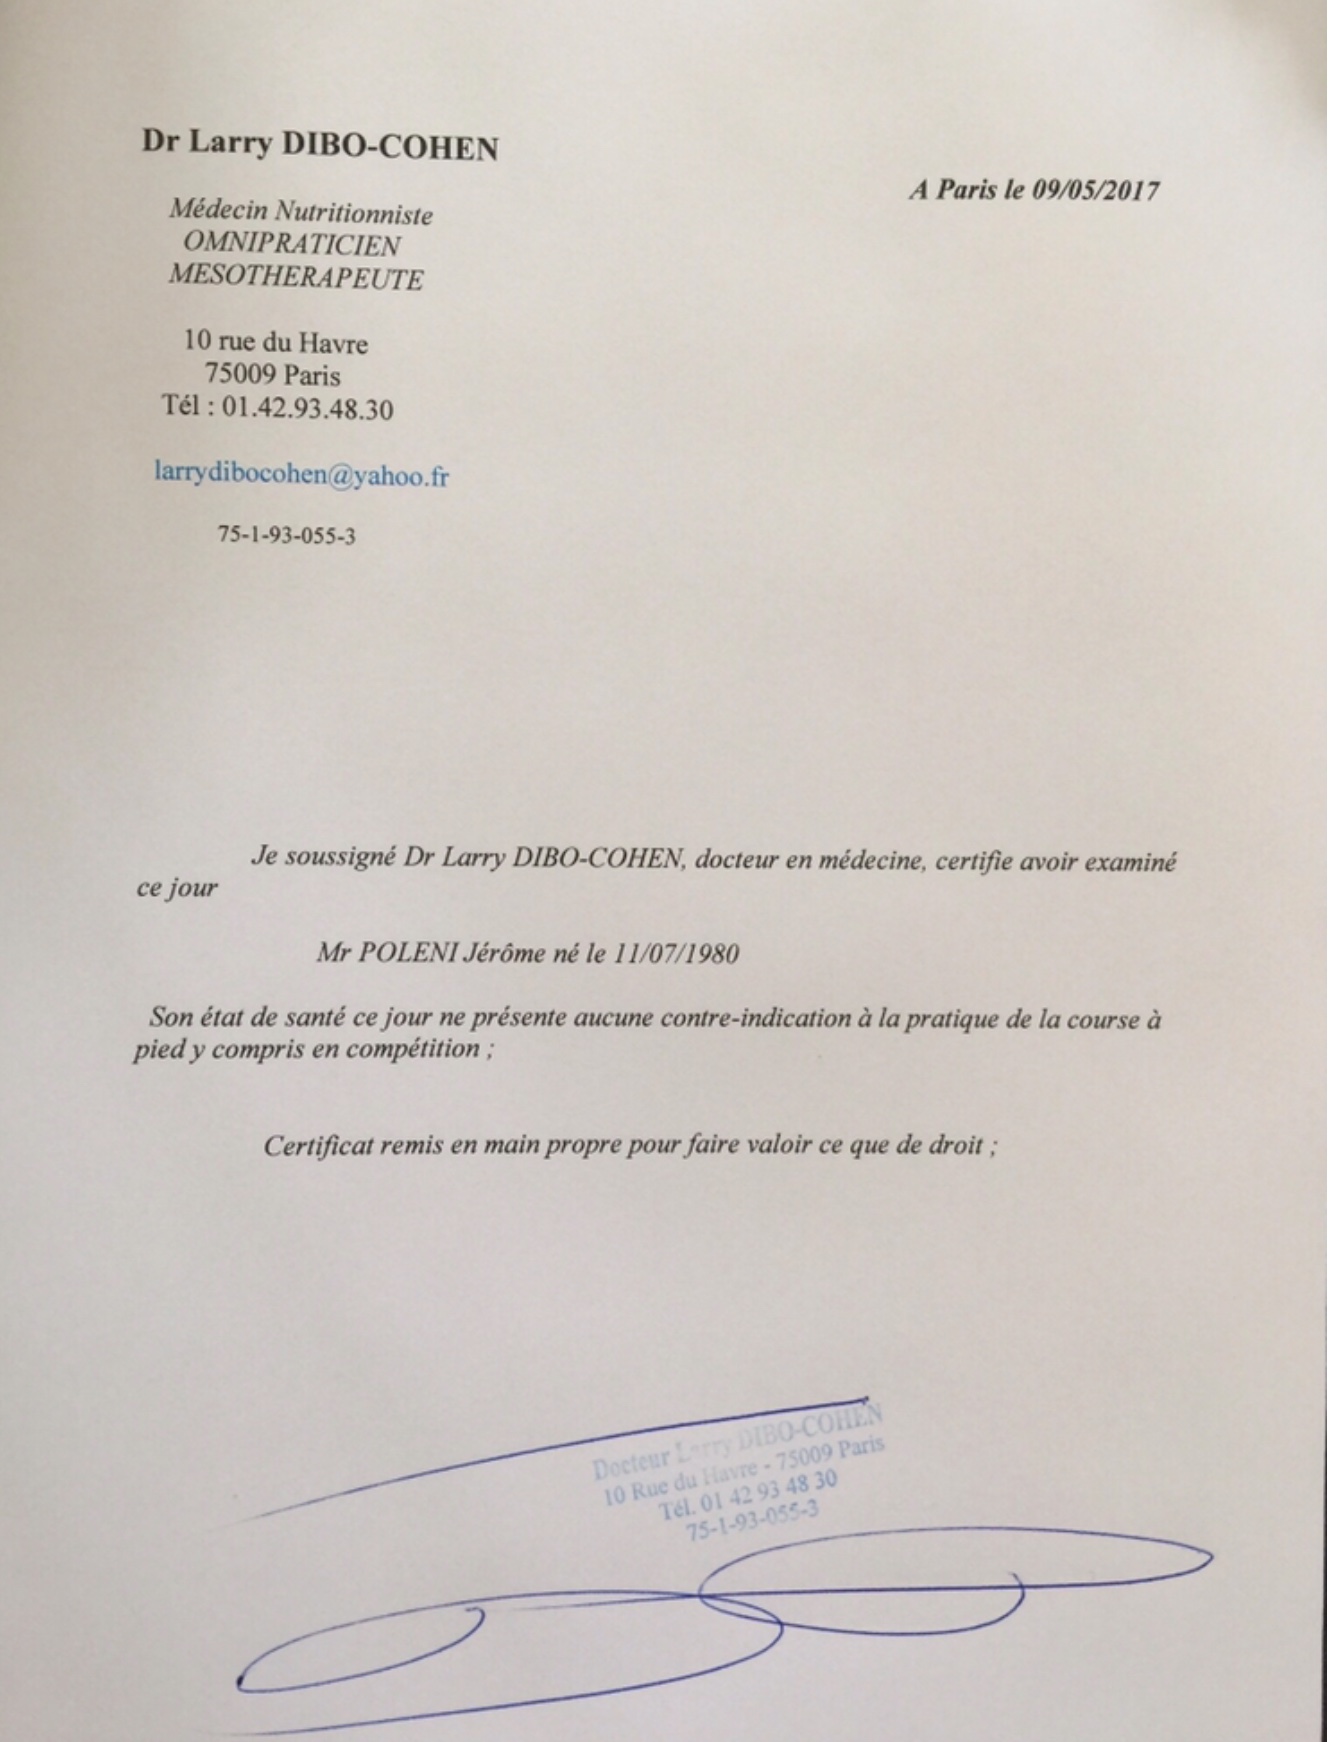 Dr Larry DIBO-COHEN
A Paris le 09/05/2017
Médecin Nutritionniste
OMNIPRATICIEN
MESOTHERAPEUTE
10 rue du Havre
75009 Paris
Tél : 01.42.93.48.30
larrydibocohen@yahoo.fr
75-1-93-055-3
Je soussigné Dr Larry DIBO-COHEN, docteur en médecine, certifie avoir examiné
ce jour
Mr POLENI Jérôme né le 11/07/1980
Son état de santé ce jour ne présente aucune contre-indication à la pratique de la course à
pied y compris en compétition ;
Certificat remis en main propre pour faire valoir ce que de droit ;
Docteur Larry DIBO-COHEN
10 Rue du Havre - 75009 Paris
Tél. 01 42 93 48 30
75-1-93-055-3